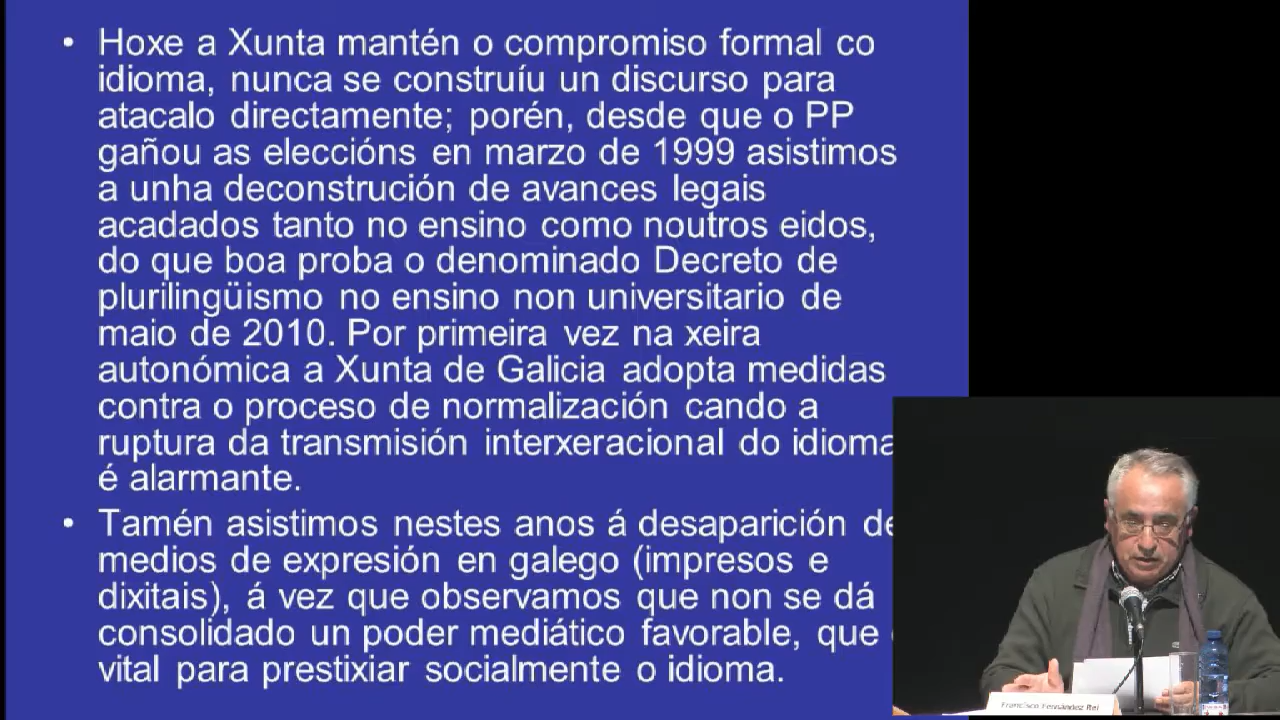 • Hoxe a Xunta mantén o compromiso formal co
idioma, nunca se construíu un discurso para
atacalo directamente; porén, desde que o PP
gañou as eleccións en marzo de 1999 asistimos
a unha deconstrución de avances legais
acadados tanto no ensino como noutros eidos,
do que boa proba o denominado Decreto de
plurilingüismo no ensino non universitario de
maio de 2010. Por primeira vez na xeira
autonómica a Xunta de Galicia adopta medidas
contra o proceso de normalización cando a
ruptura da transmisión interxeracional do idioma
é alarmante.
• Tamén asistimos nestes anos á desaparición de
medios de expresión en galego (impresos e
dixitais), á vez que observamos que non se dá
consolidado un poder mediático favorable, que
vital para prestixiar socialmente o idioma.
Francisco Fernández Rei